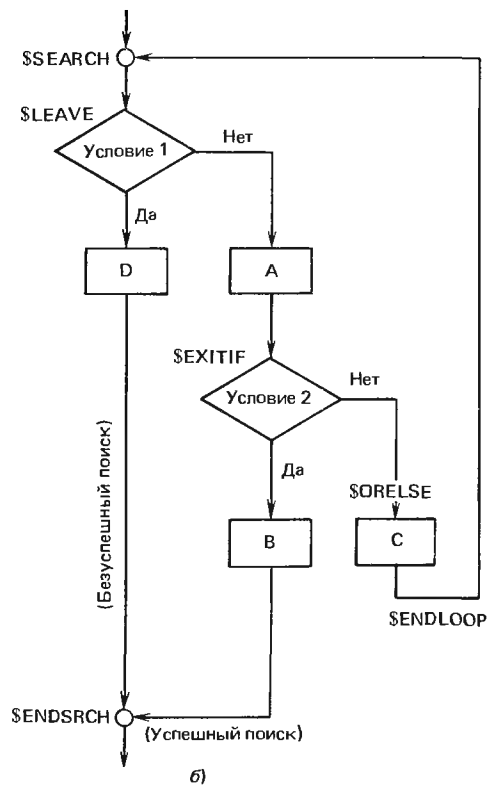 $SEARCH
$LEAVE
Условие 1
Нет
Да
D
A
$EXITIF
Условие 2
Нет
Да
$ORELSE
B
C
(Безуспешный поиск)
$ENDLOOP
$ENDSRCH
(Успешный поиск)
б)